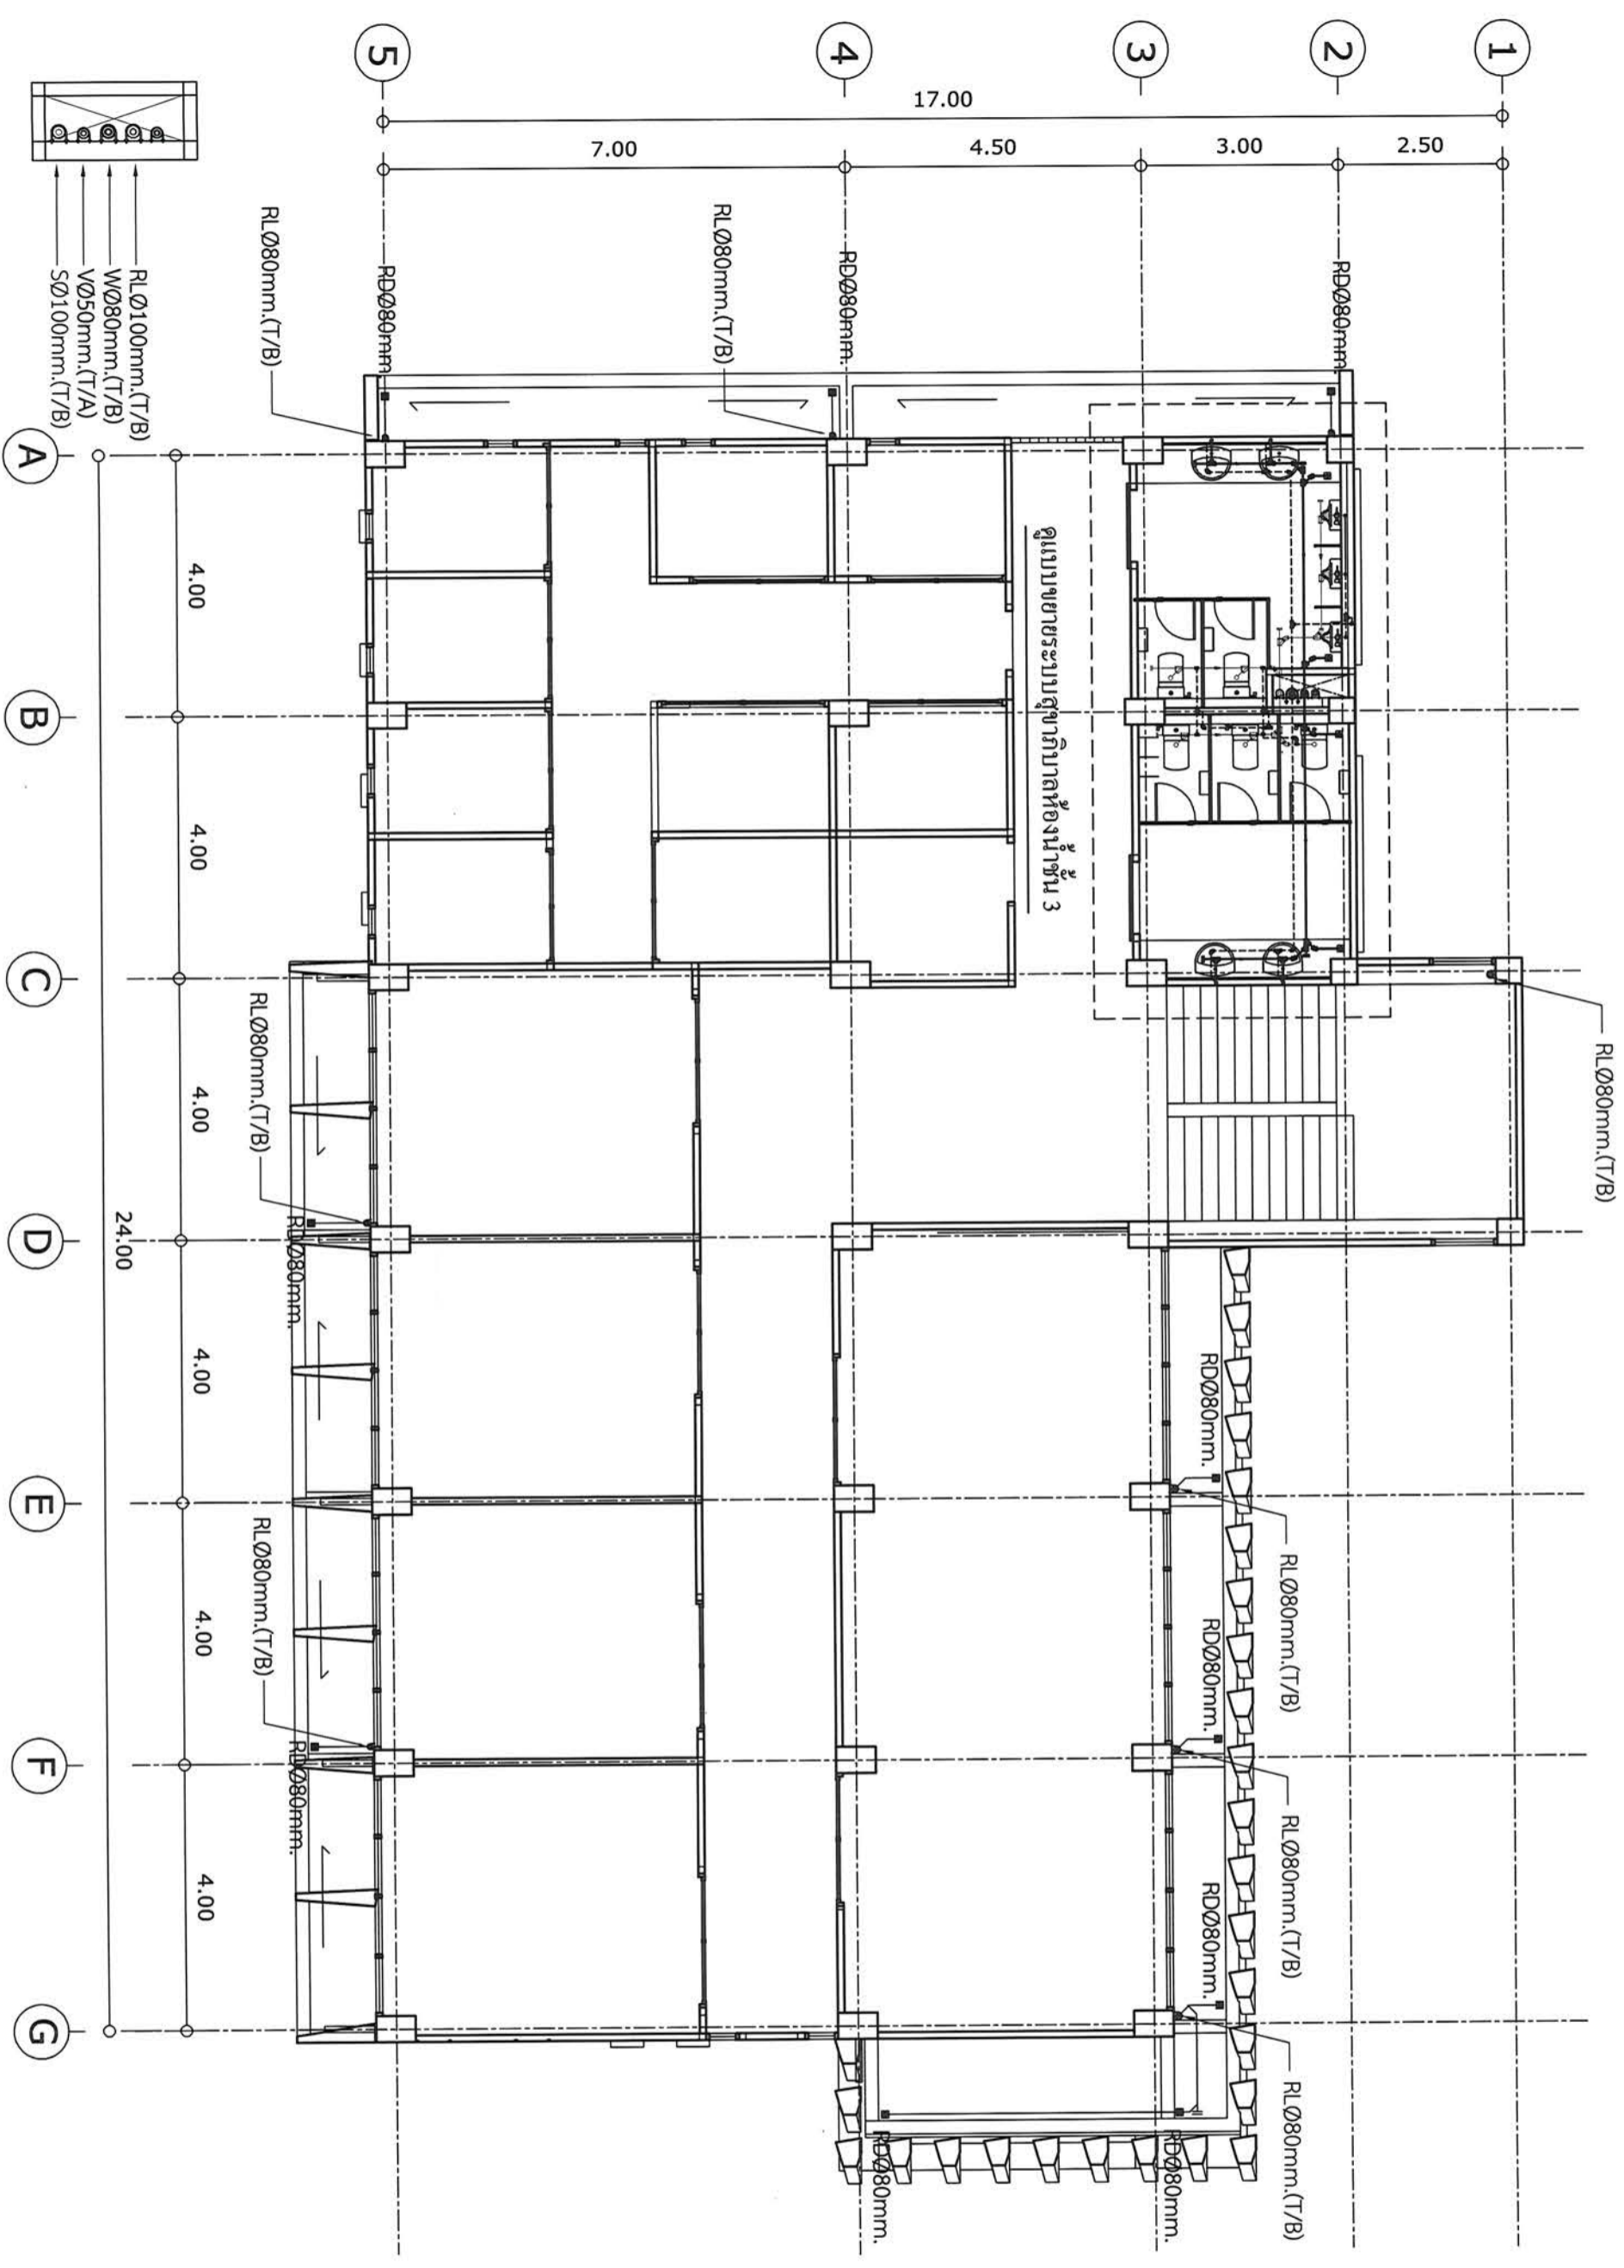 5
4
3
2
1
17.00
7.00
4.50
3.00
2.50
RLØ100mm.(T/B)
WØ80mm.(T/B)
VØ50mm.(T/A)
SØ100mm.(T/B)
RLØ80mm.(T/B)
RDØ80mm.
RLØ80mm.(T/B)
RDØ80mm.
RDØ80mm.
A
B
C
D
E
F
G
4.00
4.00
4.00
4.00
4.00
4.00
24.00
ดูแบบขยายระบบสุขาภิบาลห้องน้ำชั้น 3
RLØ80mm.(T/B)
RLØ80mm.(T/B)
RDØ80mm.
RLØ80mm.(T/B)
RDØ80mm.
RDØ80mm.
RLØ80mm.(T/B)
RDØ80mm.
RLØ80mm.(T/B)
RDØ80mm.
RLØ80mm.(T/B)
RDØ80mm.
RDØ80mm.